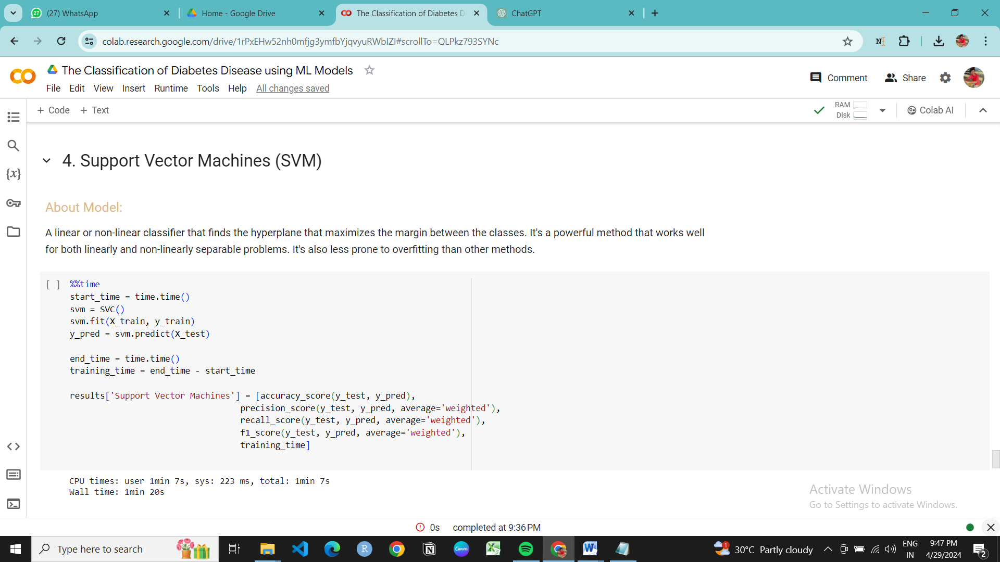 (27) WhatsApp
Home - Google Drive
The Classification of Diabetes D
ChatGPT
colab.research.google.com/drive/1rPxEHw52nh0mfjg3ymfbYjqvyuRWbIZI#scrollTo=QLPkz793SYNc
The Classification of Diabetes Disease using ML Models
File Edit View Insert Runtime Tools Help All changes saved
Comment
Share
+ Code + Text
RAM
Disk
Colab AI
4. Support Vector Machines (SVM)
About Model:
A linear or non-linear classifier that finds the hyperplane that maximizes the margin between the classes. It's a powerful method that works well
for both linearly and non-linearly separable problems. It's also less prone to overfitting than other methods.
[ ] %%time
start_time = time.time()
svm = SVC()
svm.fit(X_train, y_train)
y_pred = svm.predict(X_test)
end_time = time.time()
training_time = end_time - start_time
results['Support Vector Machines'] = [accuracy_score(y_test, y_pred),
precision_score(y_test, y_pred, average='weighted'),
recall_score(y_test, y_pred, average='weighted'),
f1_score(y_test, y_pred, average='weighted'),
training_time]
CPU times: user 1min 7s, sys: 223 ms, total: 1min 7s
Wall time: 1min 20s
Activate Windows
Go to Settings to activate Windows.
0s completed at 9:36 PM
Type here to search
30°C Partly cloudy
ENG
IN
9:47 PM
4/29/2024
2